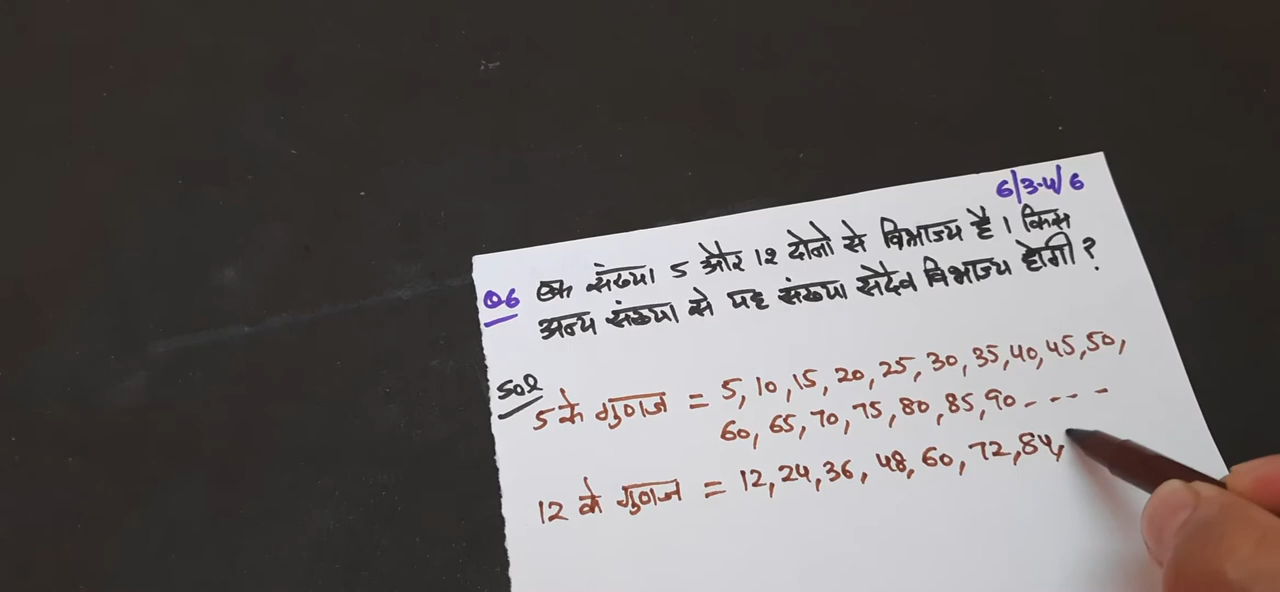 6/3.4/6
Q6 एक संख्या 5 और 12 दोनो से विभाज्य है। किस
अन्य संख्या से यह संख्या सदैव विभाज्य होगी?
Sol
5 के गुणज = 5, 10, 15, 20, 25, 30, 35, 40, 45, 50,
60, 65, 70, 75, 80, 85, 90 - - - -
12 के गुणज = 12, 24, 36, 48, 60, 72, 84,